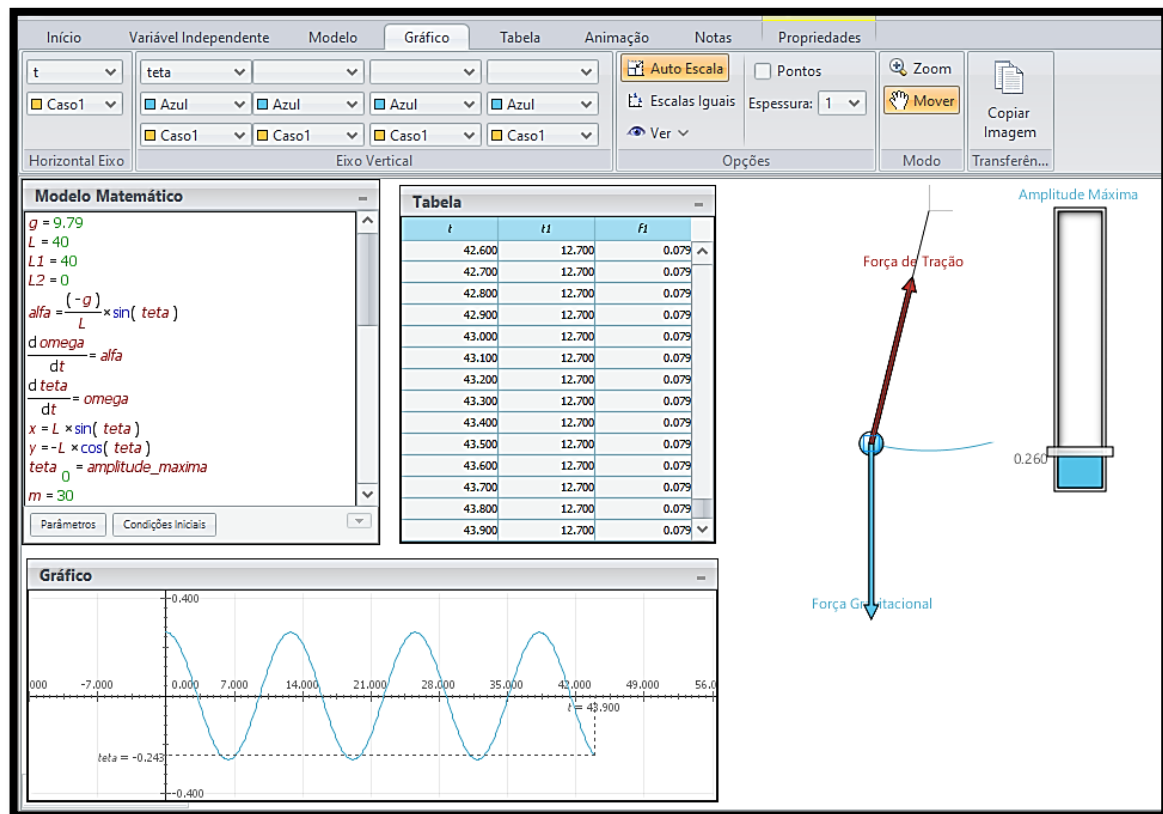 Início Variável Independente Modelo Gráfico Tabela Animação Notas Propriedades
t teta
Caso1 Azul Azul Azul Azul
Caso1 Caso1 Caso1 Caso1
Horizontal Eixo Eixo Vertical
Auto Escala Pontos
Escalas Iguais Espessura: 1
Ver
Opções
Zoom
Mover
Modo
Copiar
Imagem
Transferên...
Modelo Matemático
g = 9.79
L = 40
L1 = 40
L2 = 0
alfa = (-g) / L × sin( teta )
d omega / dt = alfa
d teta / dt = omega
x = L × sin( teta )
y = -L × cos( teta )
teta 0 = amplitude_maxima
m = 30
Parâmetros Condições Iniciais
Tabela
t t1 f1
42.600 12.700 0.079
42.700 12.700 0.079
42.800 12.700 0.079
42.900 12.700 0.079
43.000 12.700 0.079
43.100 12.700 0.079
43.200 12.700 0.079
43.300 12.700 0.079
43.400 12.700 0.079
43.500 12.700 0.079
43.600 12.700 0.079
43.700 12.700 0.079
43.800 12.700 0.079
43.900 12.700 0.079
Amplitude Máxima
Força de Tração
0.260
Força Gravitacional
Gráfico
0.400
000 -7.000 0.000 7.000 14.000 21.000 28.000 35.000 42.000 49.000 56.0
t = 43.900
teta = -0.243
-0.400